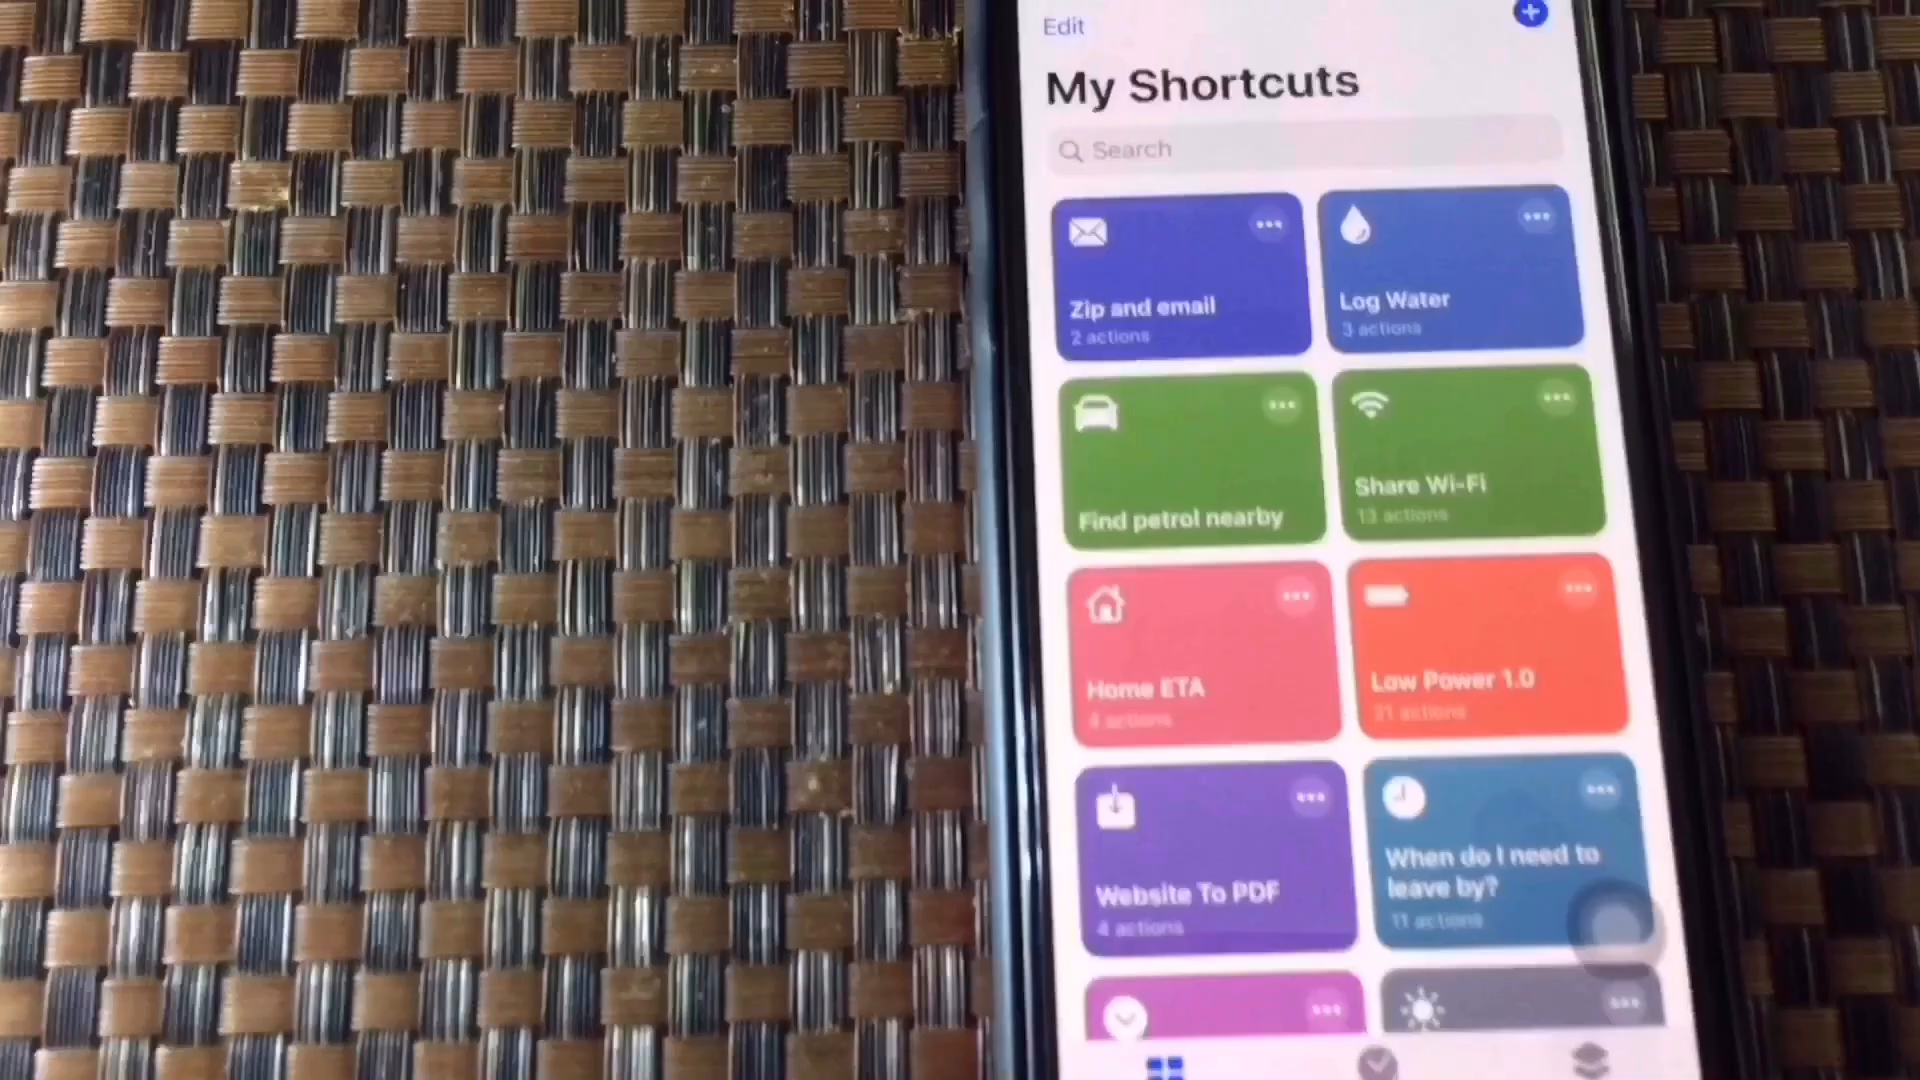 Edit
My Shortcuts
Search
Zip and email
2 actions
Log Water
3 actions
Find petrol nearby
Share Wi-Fi
13 actions
Home ETA
4 actions
Low Power 1.0
21 actions
Website To PDF
4 actions
When do I need to
leave by?
11 actions